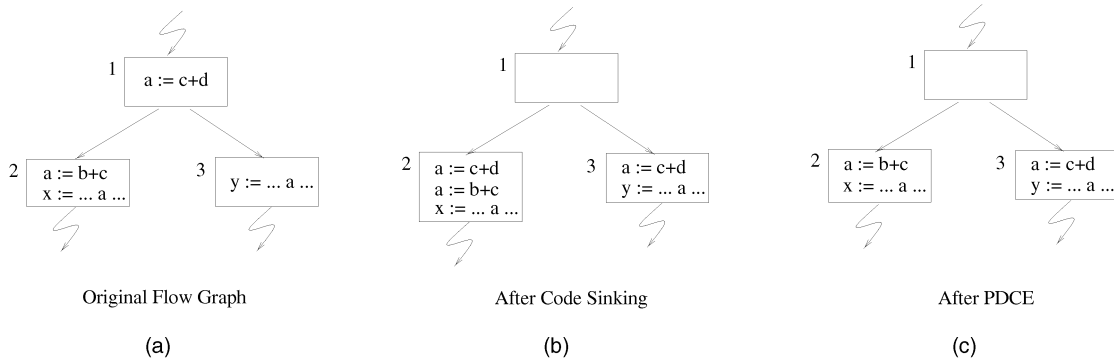 1
a := c+d
2
a := b+c
x := ... a ...
3
y := ... a ...
Original Flow Graph
(a)
1
2
a := c+d
a := b+c
x := ... a ...
3
a := c+d
y := ... a ...
After Code Sinking
(b)
1
2
a := b+c
x := ... a ...
3
a := c+d
y := ... a ...
After PDCE
(c)